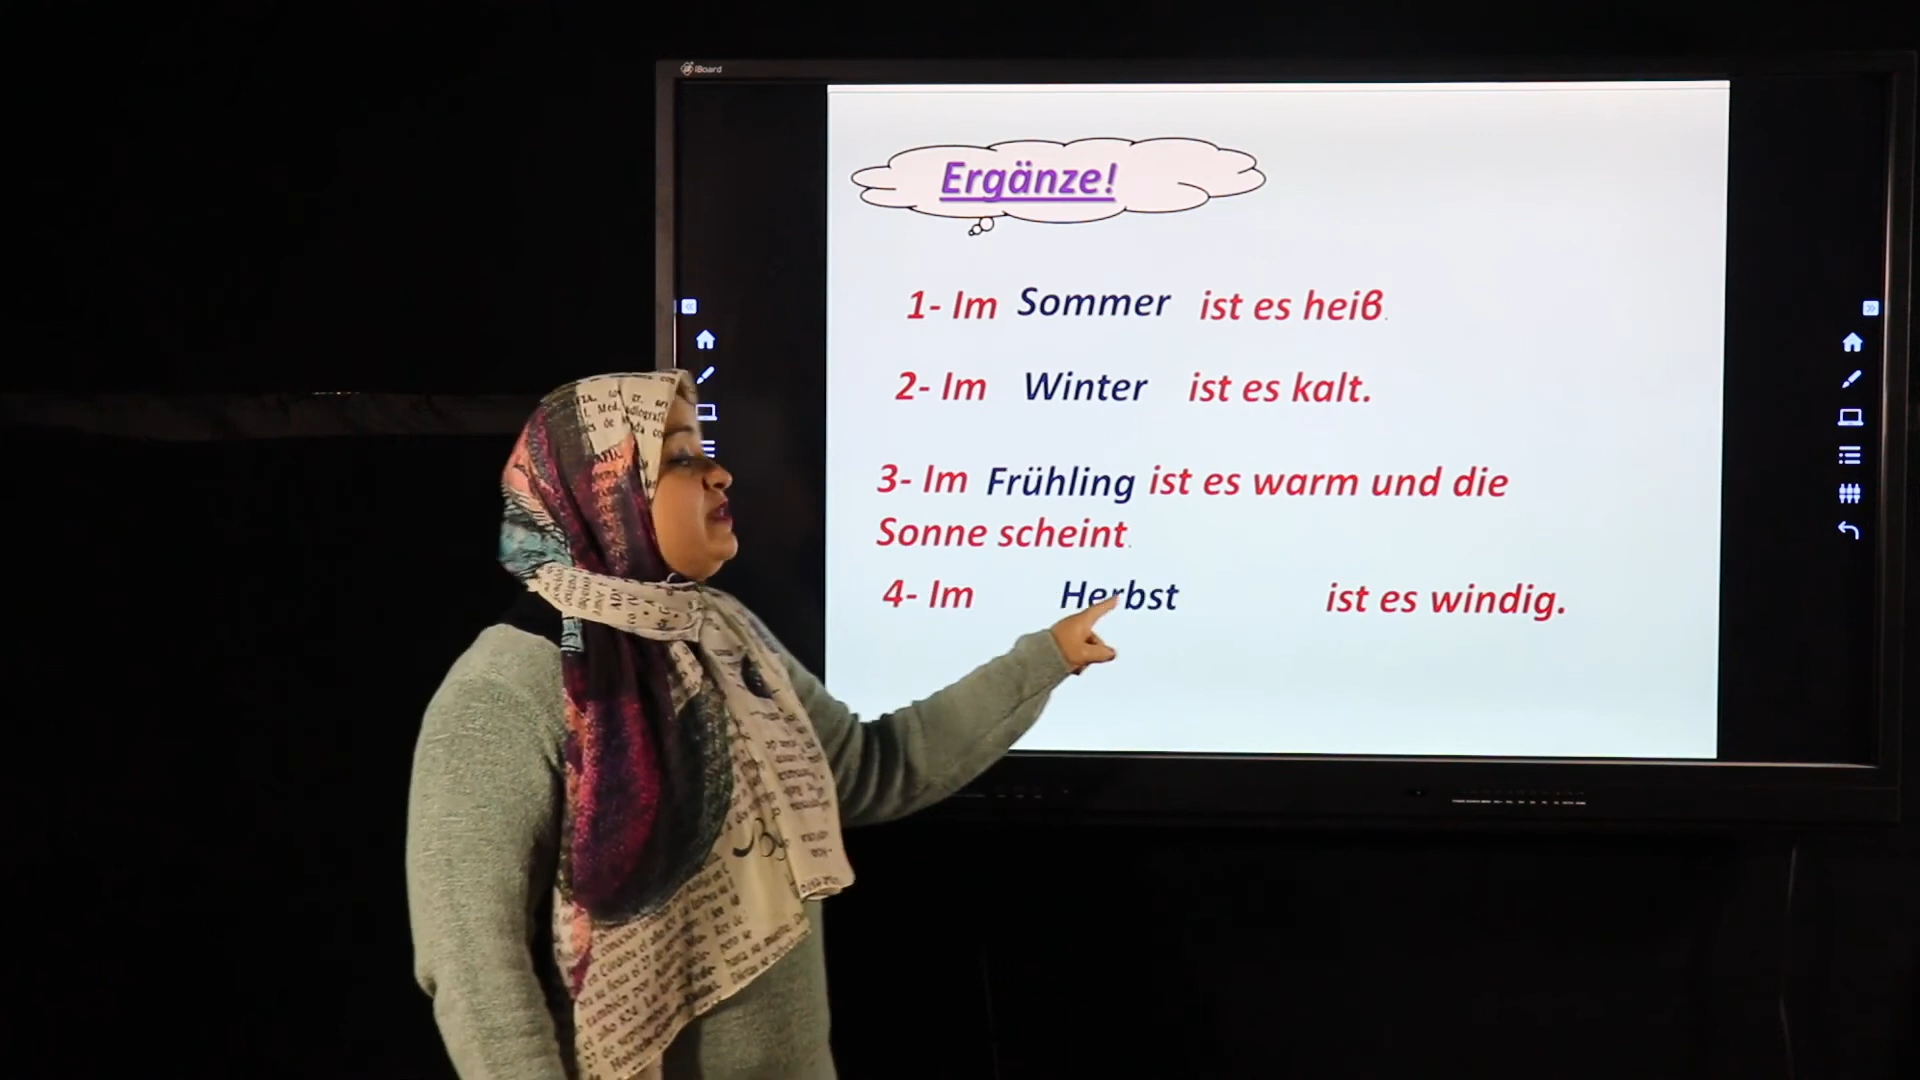 iBoard
Ergänze!
1- Im Sommer ist es heiß.
2- Im Winter ist es kalt.
3- Im Frühling ist es warm und die
Sonne scheint.
4- Im Herbst ist es windig.